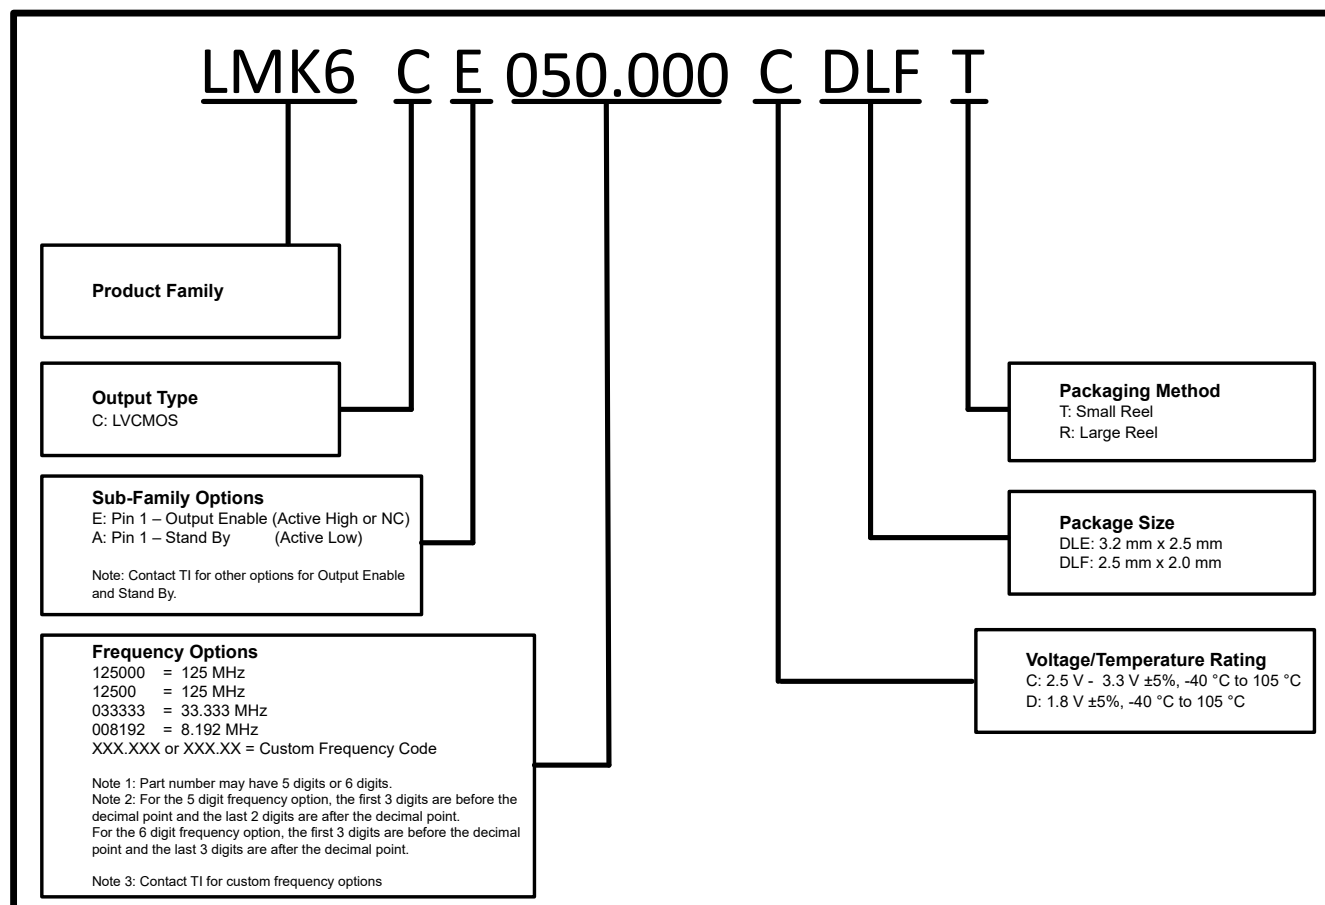 LMK6 C E 050.000 C DLF T
Product Family
Output Type
C: LVCMOS
Sub-Family Options
E: Pin 1 – Output Enable (Active High or NC)
A: Pin 1 – Stand By (Active Low)
Note: Contact TI for other options for Output Enable
and Stand By.
Frequency Options
125000 = 125 MHz
12500 = 125 MHz
033333 = 33.333 MHz
008192 = 8.192 MHz
XXX.XXX or XXX.XX = Custom Frequency Code
Note 1: Part number may have 5 digits or 6 digits.
Note 2: For the 5 digit frequency option, the first 3 digits are before the
decimal point and the last 2 digits are after the decimal point.
For the 6 digit frequency option, the first 3 digits are before the decimal
point and the last 3 digits are after the decimal point.
Note 3: Contact TI for custom frequency options
Packaging Method
T: Small Reel
R: Large Reel
Package Size
DLE: 3.2 mm x 2.5 mm
DLF: 2.5 mm x 2.0 mm
Voltage/Temperature Rating
C: 2.5 V - 3.3 V ±5%, -40 °C to 105 °C
D: 1.8 V ±5%, -40 °C to 105 °C